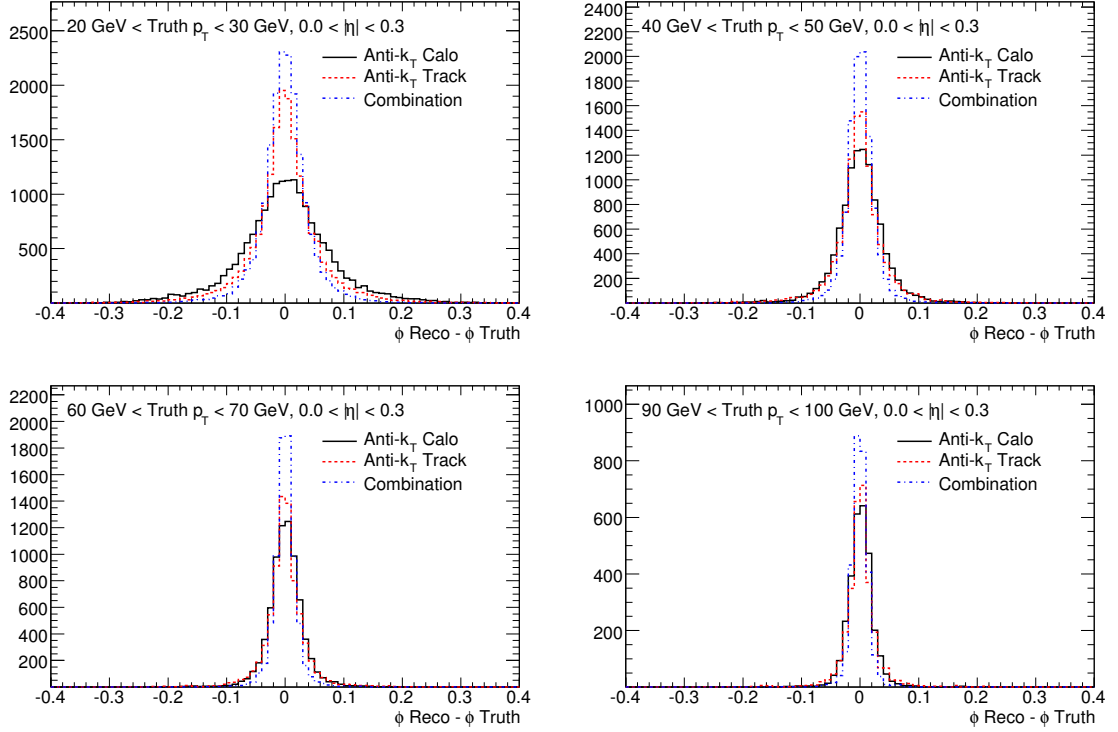 20 GeV < Truth p_T < 30 GeV, 0.0 < |η| < 0.3
Anti-k_T Calo
Anti-k_T Track
Combination
2500
2000
1500
1000
500
-0.4 -0.3 -0.2 -0.1 0 0.1 0.2 0.3 0.4
ϕ Reco - ϕ Truth
40 GeV < Truth p_T < 50 GeV, 0.0 < |η| < 0.3
Anti-k_T Calo
Anti-k_T Track
Combination
2400
2200
2000
1800
1600
1400
1200
1000
800
600
400
200
-0.4 -0.3 -0.2 -0.1 0 0.1 0.2 0.3 0.4
ϕ Reco - ϕ Truth
60 GeV < Truth p_T < 70 GeV, 0.0 < |η| < 0.3
Anti-k_T Calo
Anti-k_T Track
Combination
2200
2000
1800
1600
1400
1200
1000
800
600
400
200
-0.4 -0.3 -0.2 -0.1 0 0.1 0.2 0.3 0.4
ϕ Reco - ϕ Truth
90 GeV < Truth p_T < 100 GeV, 0.0 < |η| < 0.3
Anti-k_T Calo
Anti-k_T Track
Combination
1000
800
600
400
200
-0.4 -0.3 -0.2 -0.1 0 0.1 0.2 0.3 0.4
ϕ Reco - ϕ Truth